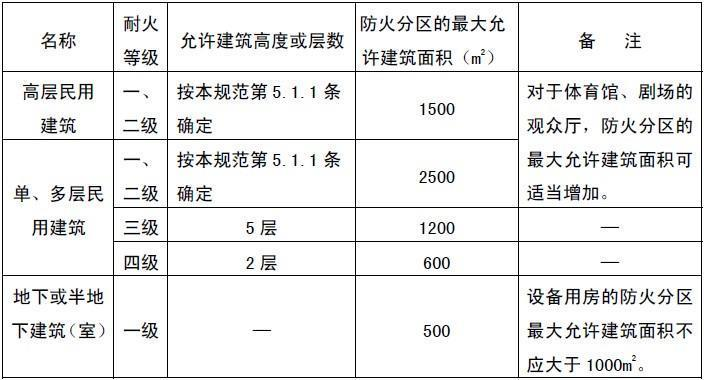 名称
耐火
等级
允许建筑高度或层数
防火分区的最大允
许建筑面积（㎡）
备 注
高层民用
建筑
一、
二级
按本规范第 5.1.1 条
确定
1500
对于体育馆、剧场的
观众厅，防火分区的
最大允许建筑面积可
适当增加。
单、多层民
用建筑
一、
二级
按本规范第 5.1.1 条
确定
2500
三级
5 层
1200
—
四级
2 层
600
—
地下或半地
下建筑（室）
一级
—
500
设备用房的防火分区
最大允许建筑面积不
应大于 1000㎡。